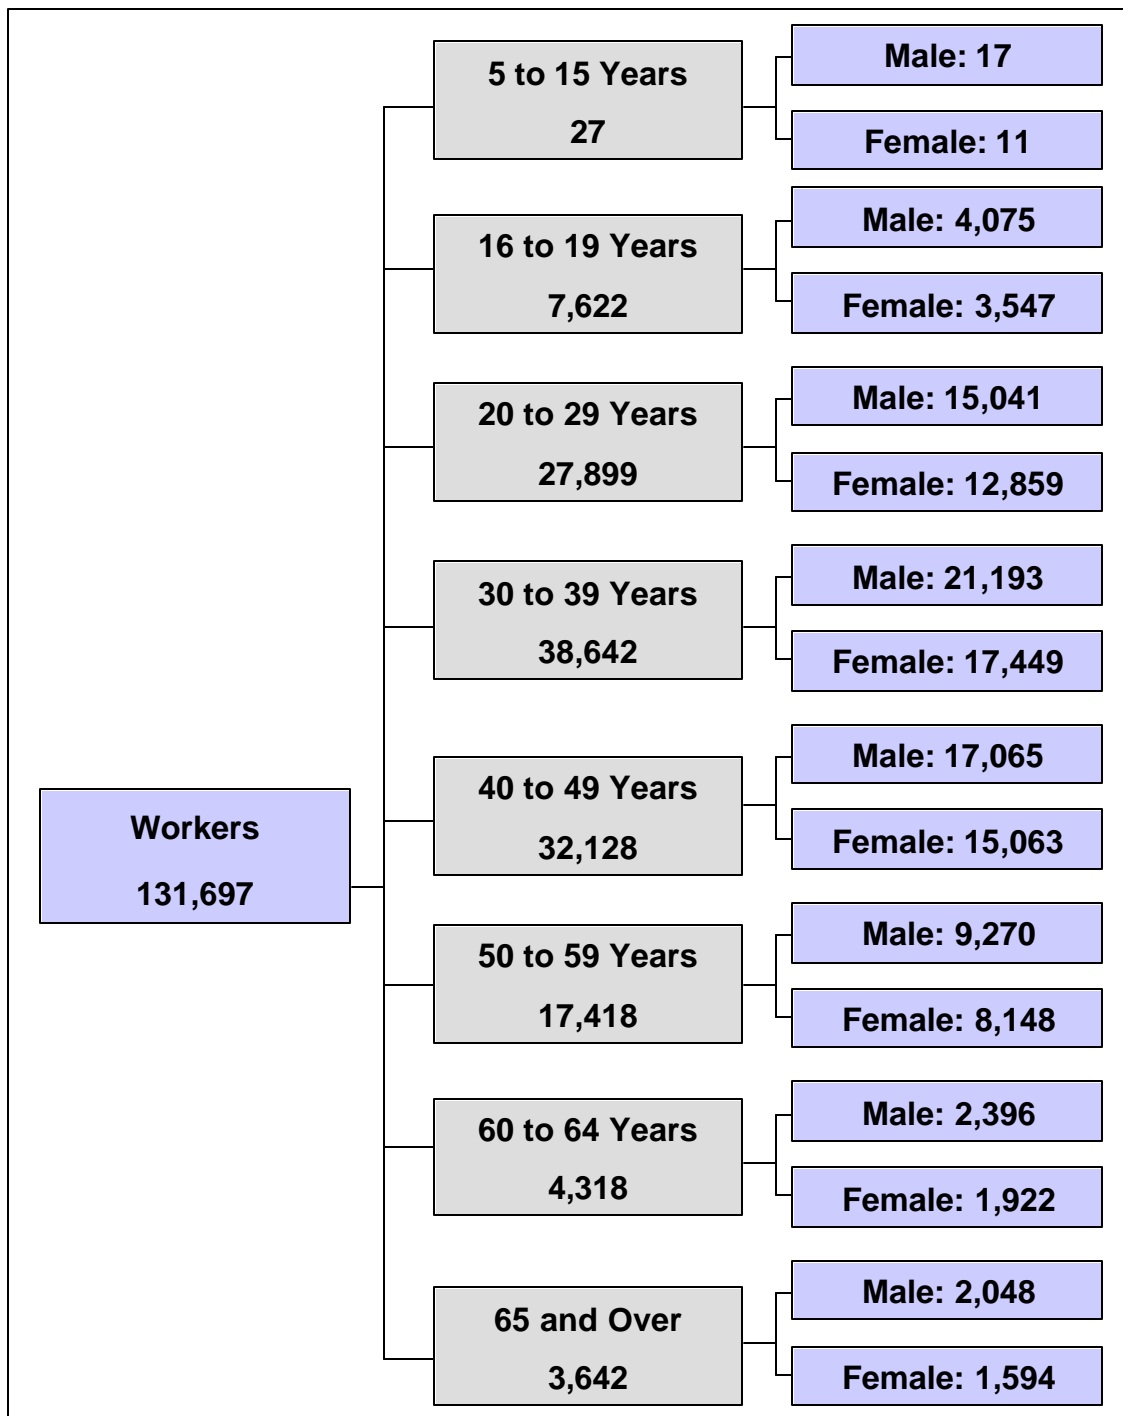 5 to 15 Years
27
Male: 17
Female: 11
16 to 19 Years
7,622
Male: 4,075
Female: 3,547
20 to 29 Years
27,899
Male: 15,041
Female: 12,859
30 to 39 Years
38,642
Male: 21,193
Female: 17,449
Workers
131,697
40 to 49 Years
32,128
Male: 17,065
Female: 15,063
50 to 59 Years
17,418
Male: 9,270
Female: 8,148
60 to 64 Years
4,318
Male: 2,396
Female: 1,922
65 and Over
3,642
Male: 2,048
Female: 1,594